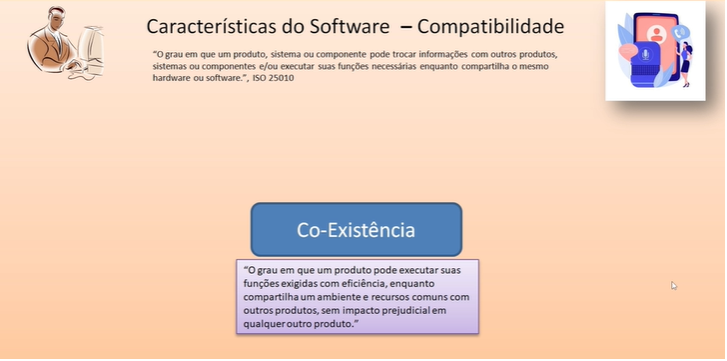 Características do Software – Compatibilidade
“O grau em que um produto, sistema ou componente pode trocar informações com outros produtos,
sistemas ou componentes e/ou executar suas funções necessárias enquanto compartilha o mesmo
hardware ou software.”, ISO 25010
Co-Existência
“O grau em que um produto pode executar suas
funções exigidas com eficiência, enquanto
compartilha um ambiente e recursos comuns com
outros produtos, sem impacto prejudicial em
qualquer outro produto.”